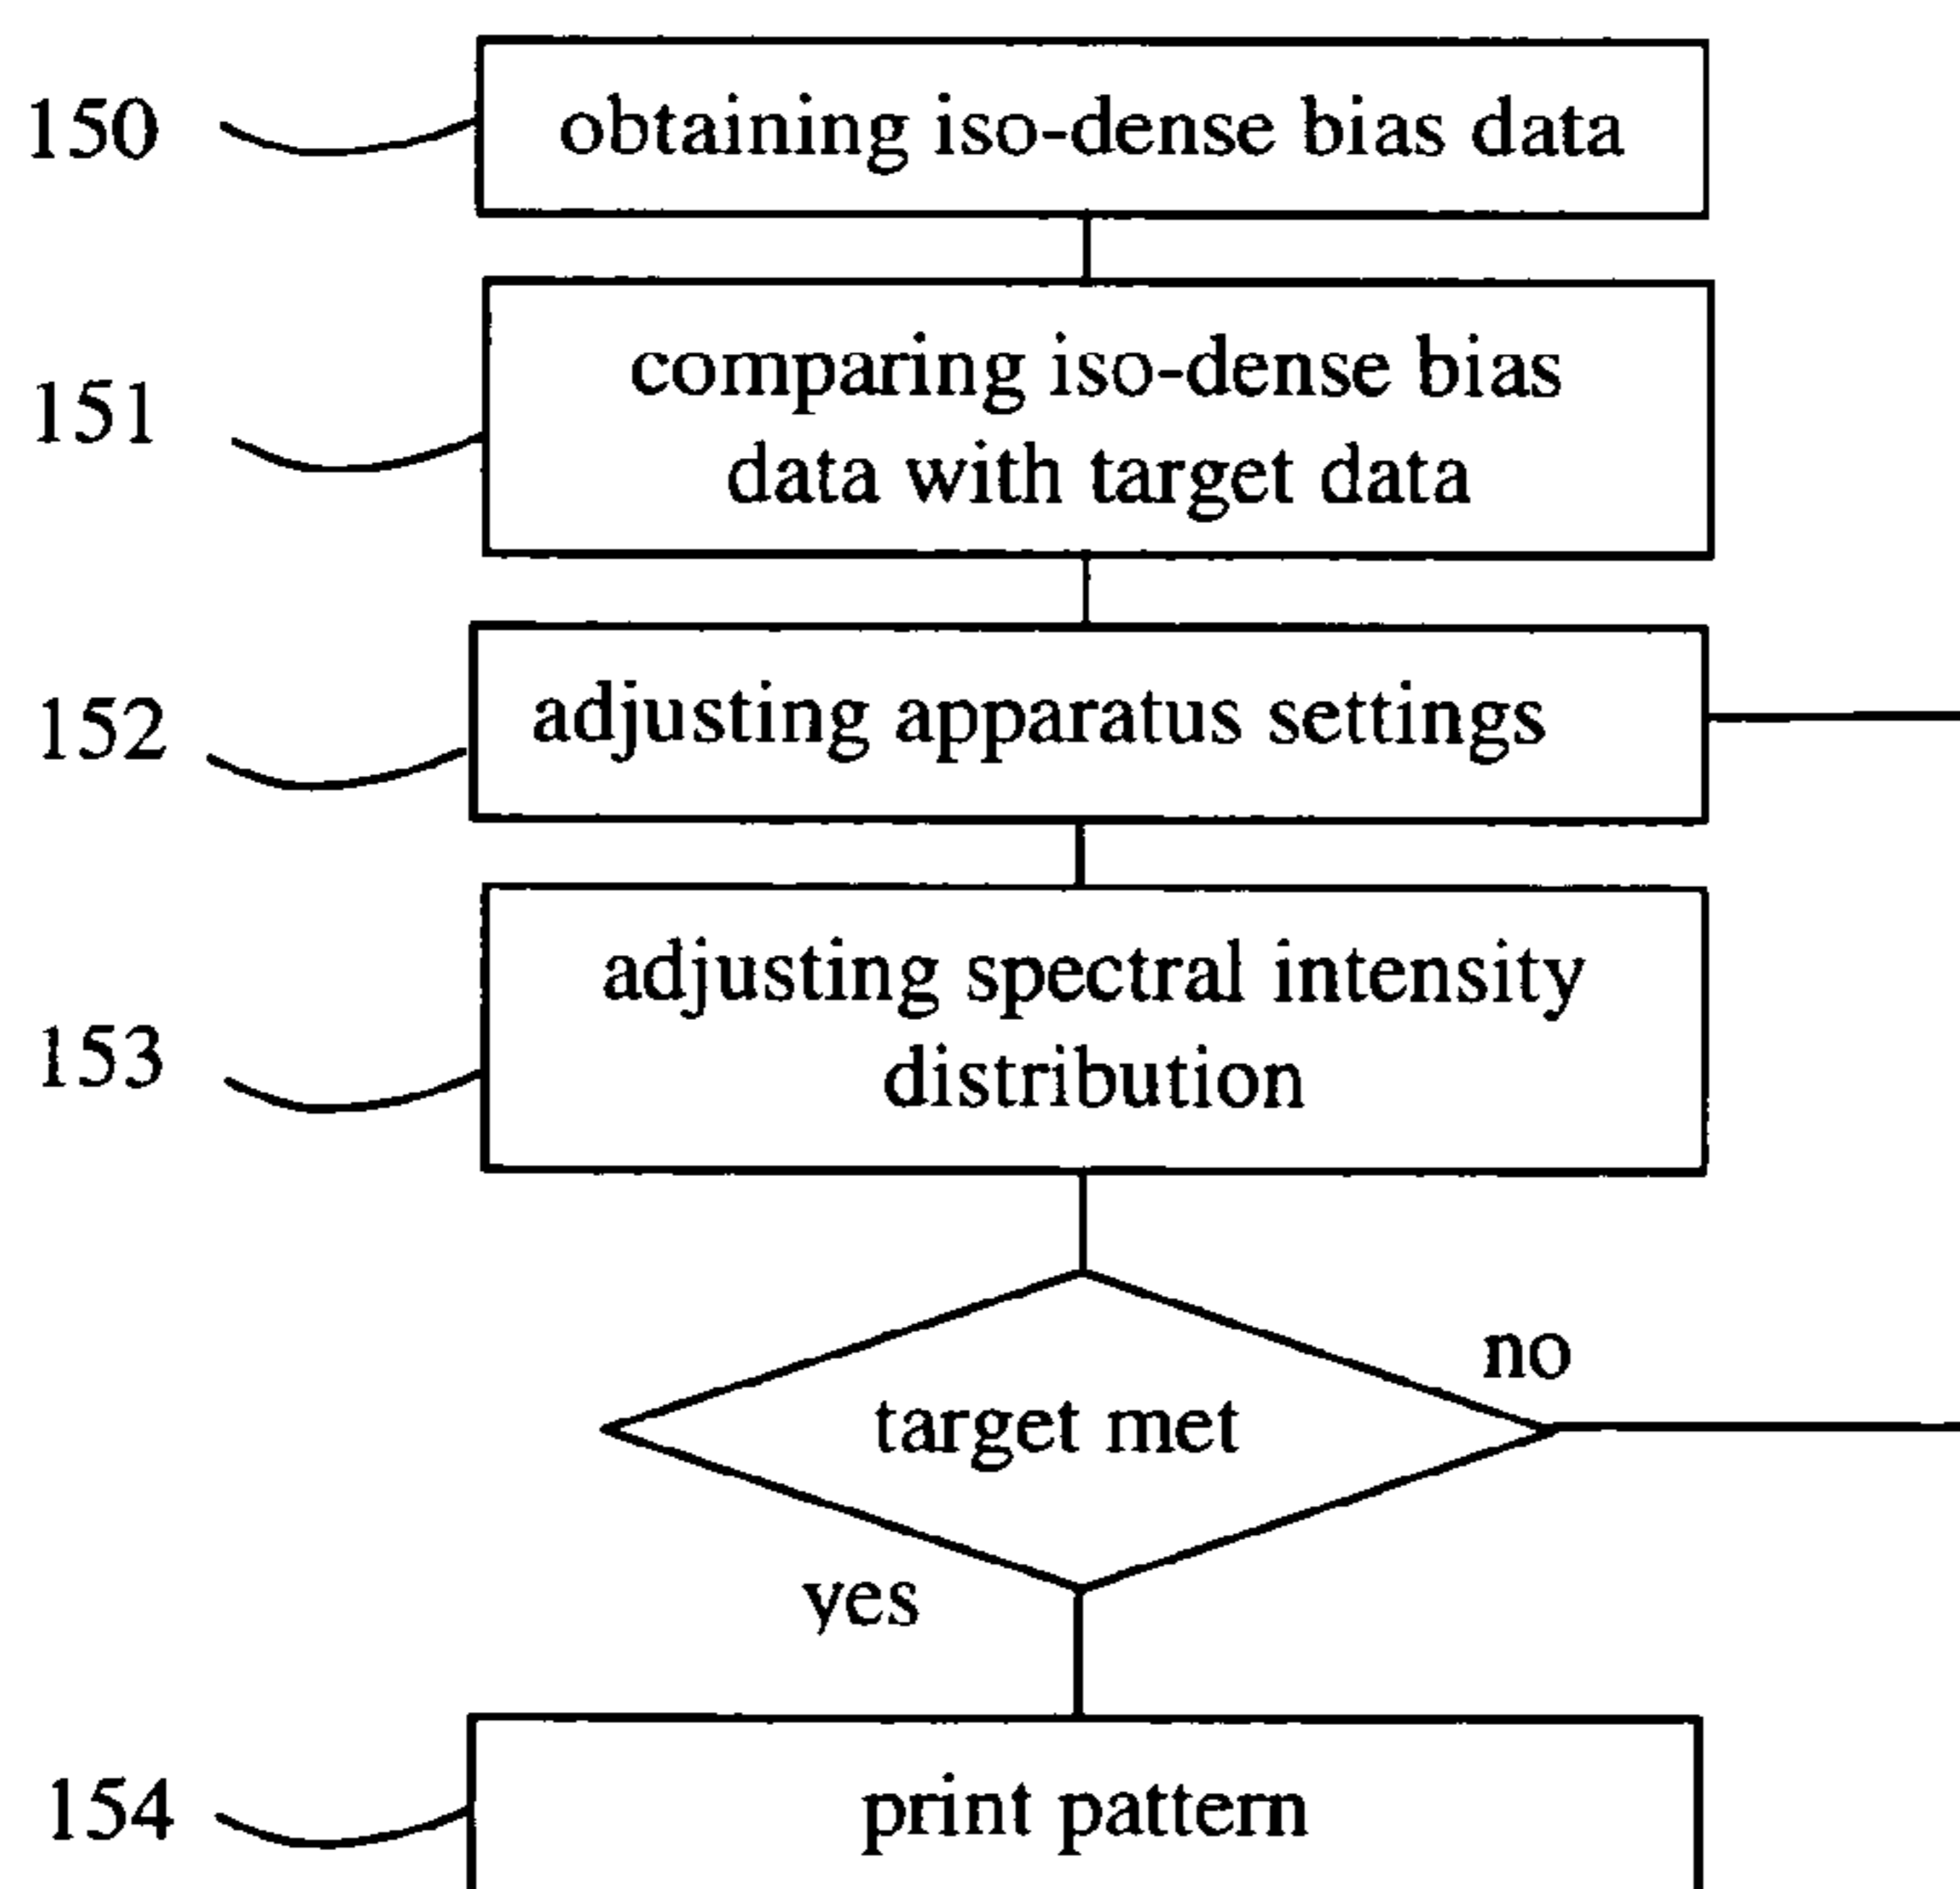 150
obtaining iso-dense bias data
151
comparing iso-dense bias
data with target data
152
adjusting apparatus settings
153
adjusting spectral intensity
distribution
no
target met
yes
154
print pattern